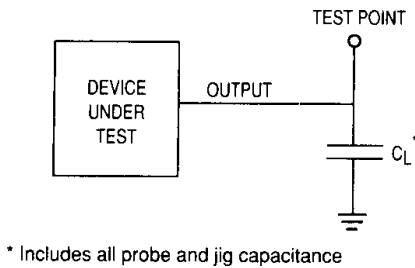 TEST POINT
DEVICE
UNDER
TEST
OUTPUT
CL*
* Includes all probe and jig capacitance